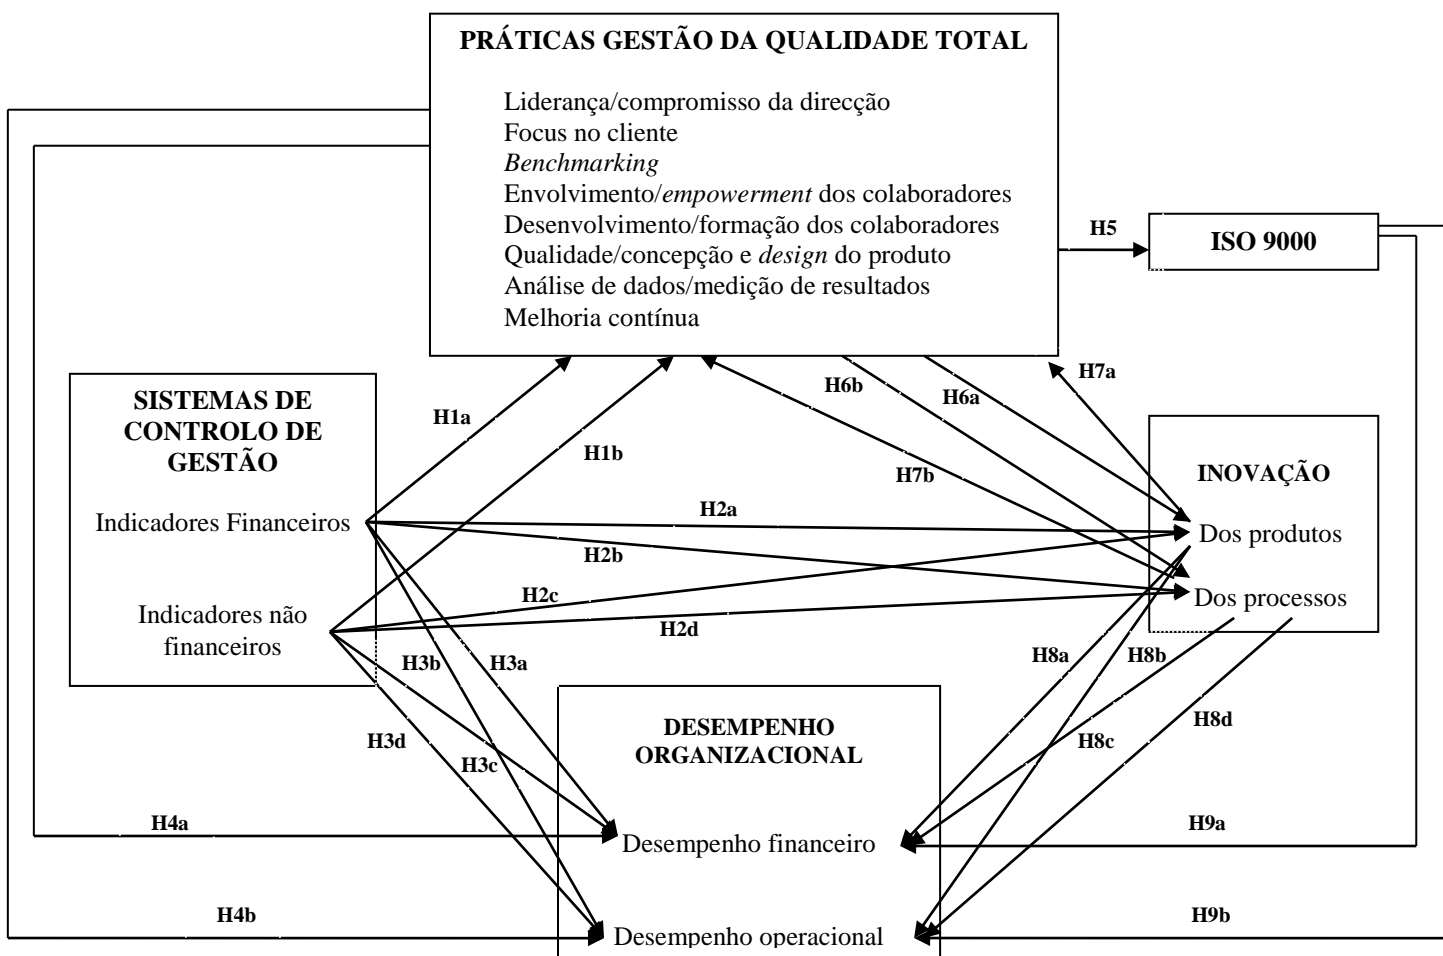 PRÁTICAS GESTÃO DA QUALIDADE TOTAL
Liderança/compromisso da direcção
Focus no cliente
Benchmarking
Envolvimento/empowerment dos colaboradores
Desenvolvimento/formação dos colaboradores
Qualidade/concepção e design do produto
Análise de dados/medição de resultados
Melhoria contínua
H5
ISO 9000
SISTEMAS DE
CONTROLO DE
GESTÃO
Indicadores Financeiros
Indicadores não
financeiros
H1a
H1b
H6b
H6a
H7a
H7b
H2a
H2b
H2c
H2d
INOVAÇÃO
Dos produtos
Dos processos
H3b
H3a
H3d
H3c
H8a
H8b
H8c
H8d
DESEMPENHO
ORGANIZACIONAL
Desempenho financeiro
Desempenho operacional
H4a
H4b
H9a
H9b